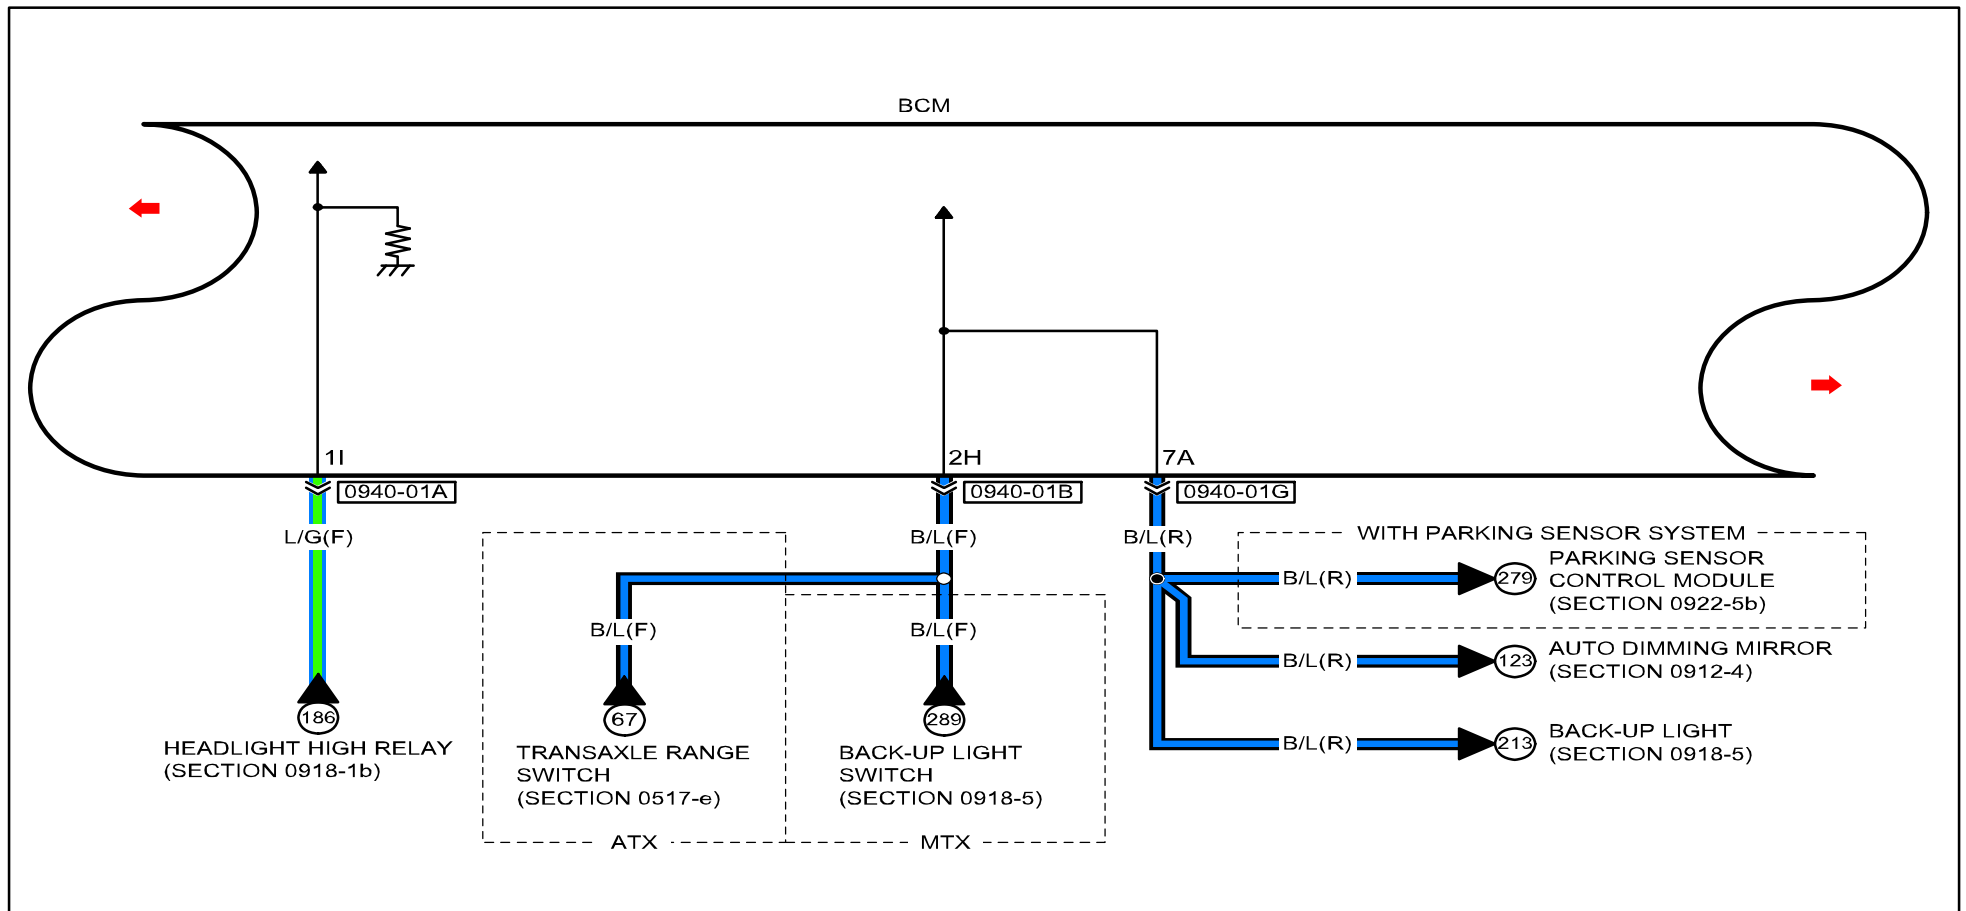 BCM
1I
2H
7A
0940-01A
0940-01B
0940-01G
L/G(F)
B/L(F)
B/L(R)
WITH PARKING SENSOR SYSTEM
B/L(R)
279
PARKING SENSOR
CONTROL MODULE
(SECTION 0922-5b)
B/L(F)
B/L(F)
B/L(R)
123
AUTO DIMMING MIRROR
(SECTION 0912-4)
186
HEADLIGHT HIGH RELAY
(SECTION 0918-1b)
67
TRANSAXLE RANGE
SWITCH
(SECTION 0517-e)
289
BACK-UP LIGHT
SWITCH
(SECTION 0918-5)
B/L(R)
213
BACK-UP LIGHT
(SECTION 0918-5)
ATX
MTX